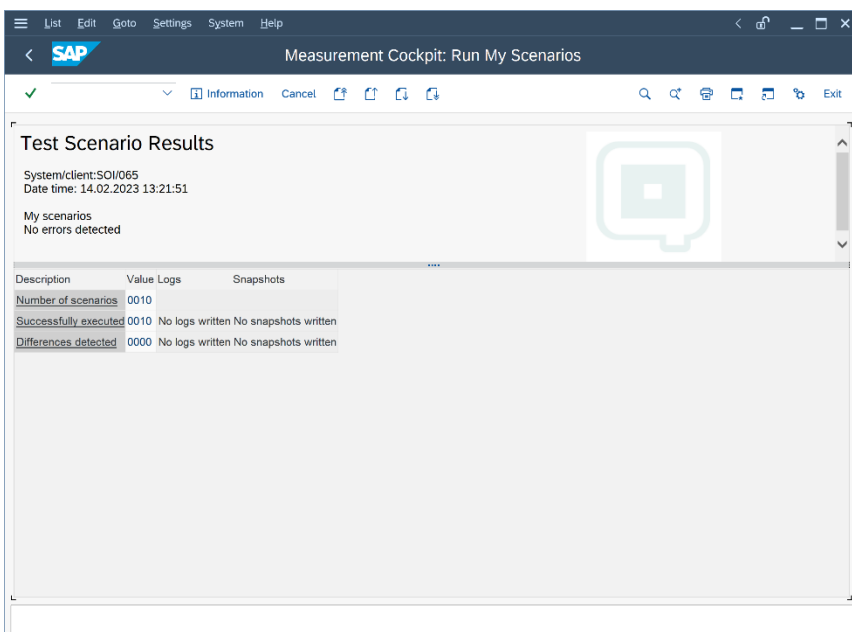 List Edit Goto Settings System Help
SAP Measurement Cockpit: Run My Scenarios
Information Cancel Exit
Test Scenario Results
System/client:SOI/065
Date time: 14.02.2023 13:21:51
My scenarios
No errors detected
Description Value Logs Snapshots
Number of scenarios 0010
Successfully executed 0010 No logs written No snapshots written
Differences detected 0000 No logs written No snapshots written